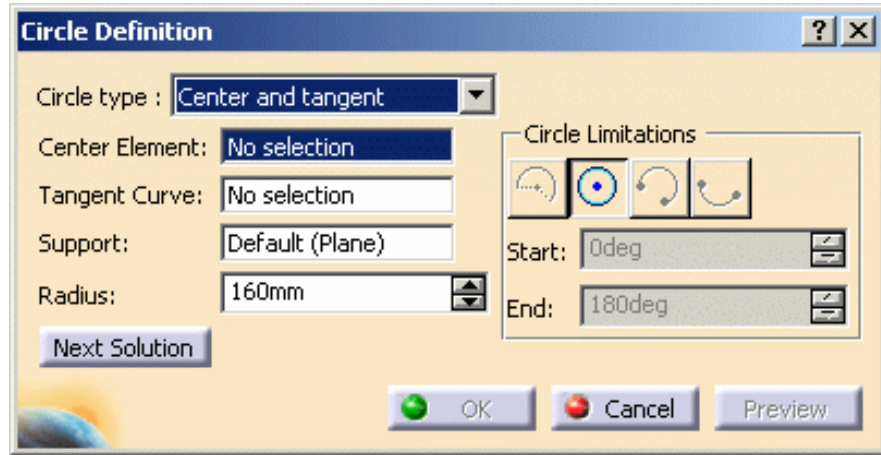 Circle Definition
?
Circle type : Center and tangent
Center Element: No selection
Tangent Curve: No selection
Support: Default (Plane)
Radius: 160mm
Next Solution
Circle Limitations
Start: 0deg
End: 180deg
OK
Cancel
Preview